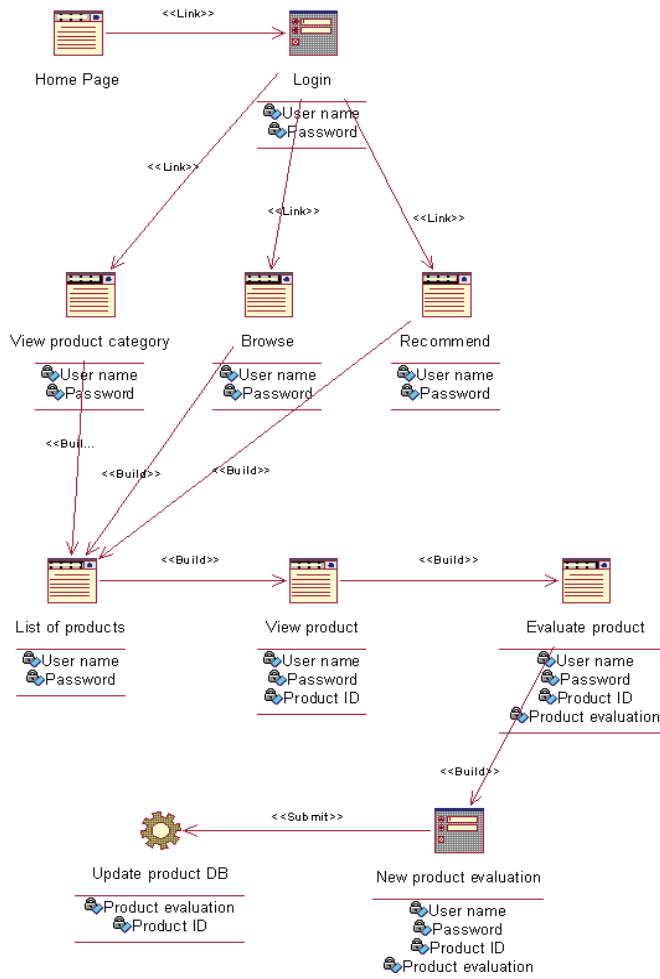 <<Link>>
Home Page
Login
User name
Password
<<Link>>
<<Link>>
<<Link>>
View product category
Browse
Recommend
User name
Password
User name
Password
User name
Password
<<Buil...
<<Build>>
<<Build>>
<<Build>>
<<Build>>
List of products
View product
Evaluate product
User name
Password
User name
Password
Product ID
User name
Password
Product ID
Product evaluation
<<Build>>
<<Submit>>
Update product DB
New product evaluation
Product evaluation
Product ID
User name
Password
Product ID
Product evaluation